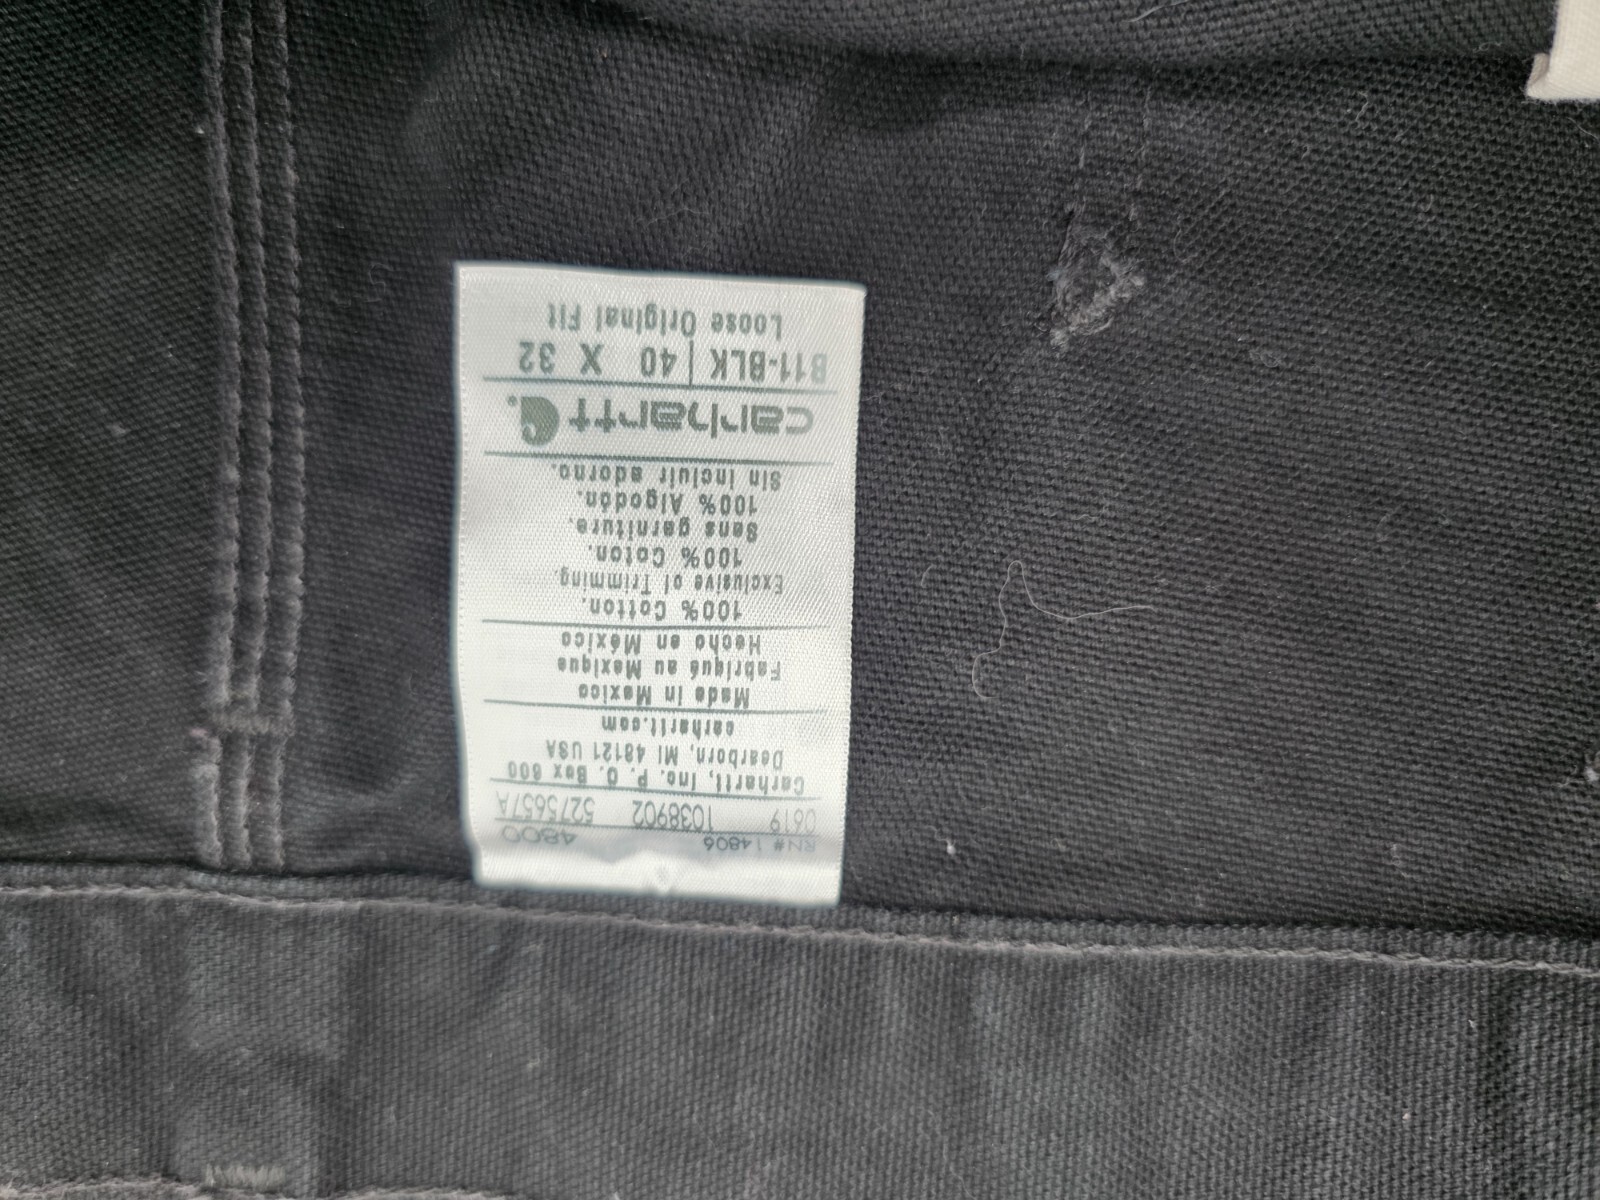 RN# 14806 4800
0619 1038902 5275657A
Carhartt, Inc. P. O. Box 600
Dearborn, MI 48121 USA
carhartt.com
Made in Mexico
Fabriqué au Mexique
Hecho en México
100% Cotton.
Exclusive of Trimming.
100% Coton.
Sans garniture.
100% Algodón.
Sin incluir adorno.
carhartt
B11-BLK | 40 X 32
Loose Original Fit